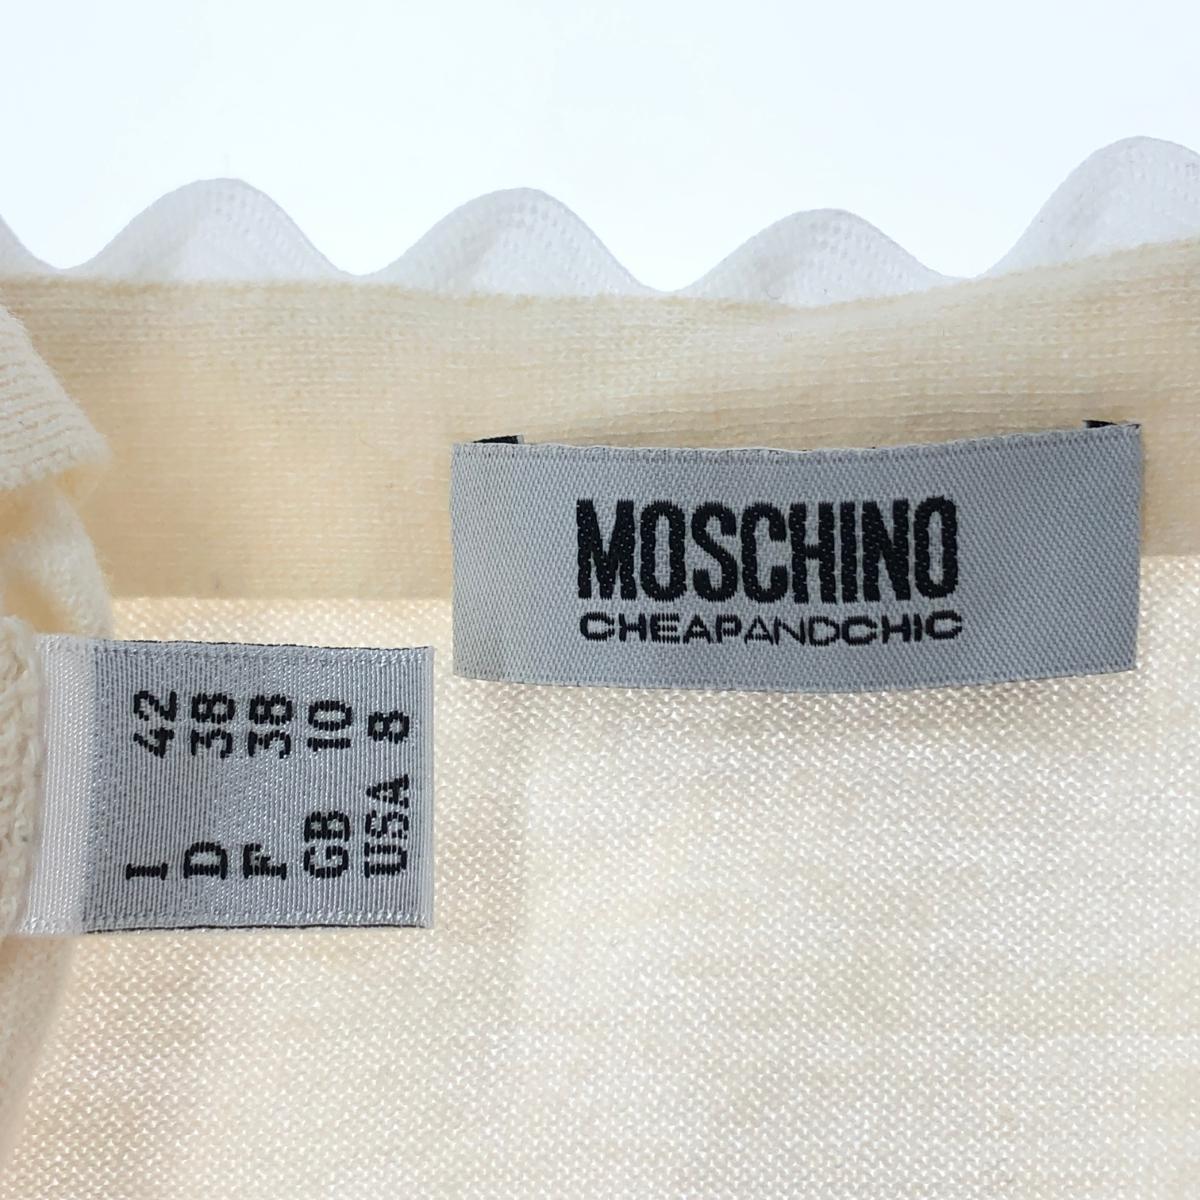 MOSCHINO
CHEAPANDCHIC
I 42
D 38
F 38
GB 10
USA 8